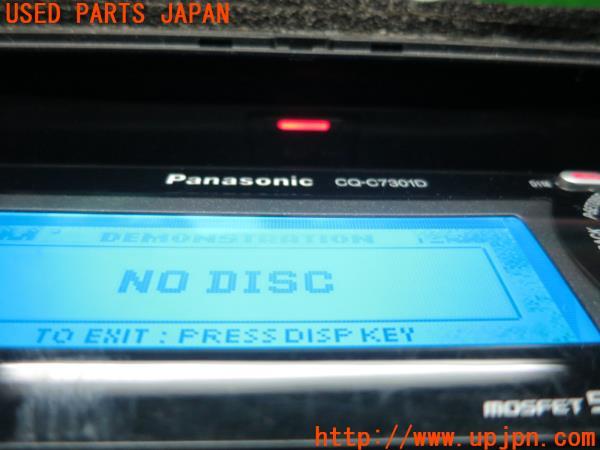 USED PARTS JAPAN
Panasonic CQ-C7301D
DEMONSTRATION
NO DISC
TO EXIT : PRESS DISP KEY
MOSFET
http://www.upjpn.com/